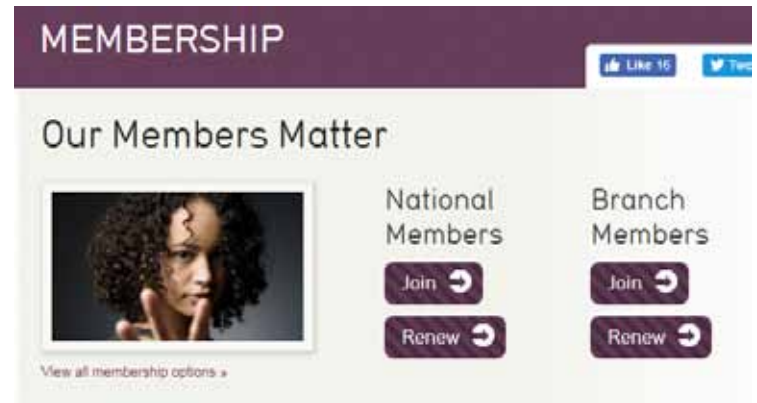 MEMBERSHIP
Like 16
Our Members Matter
National
Members
Join
Renew
Branch
Members
Join
Renew
View all membership options »